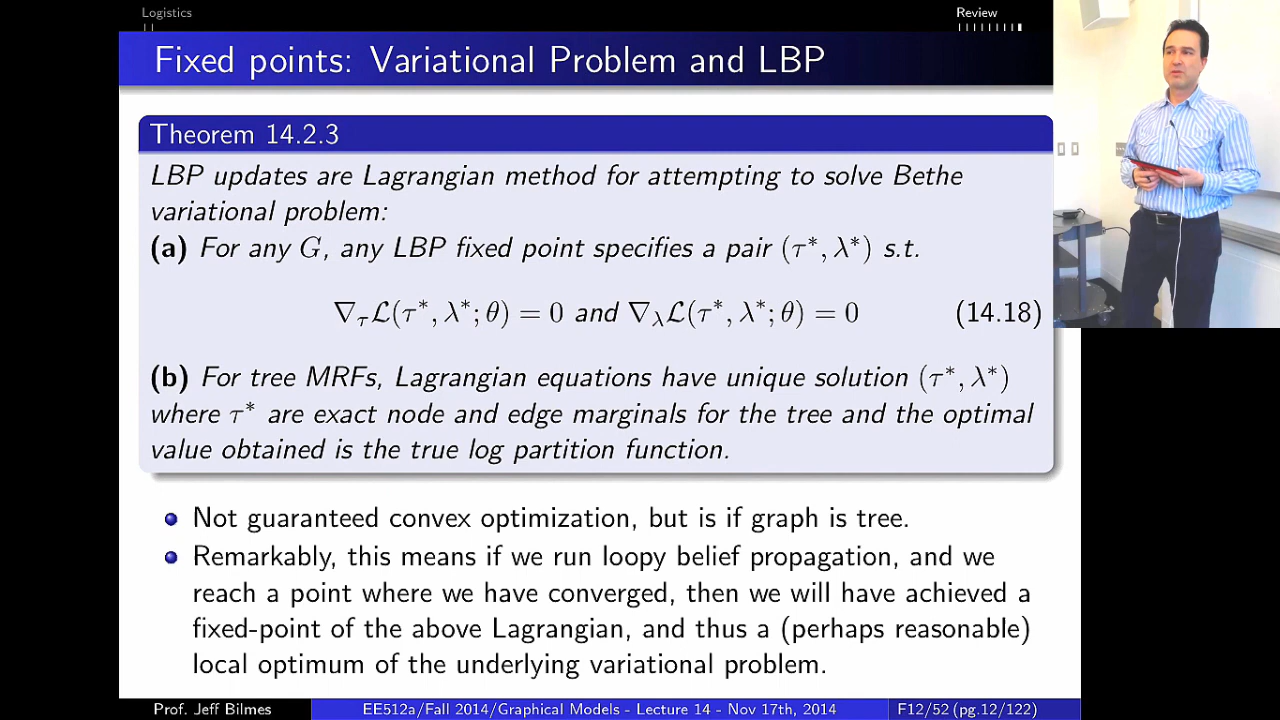 Logistics
Review
Fixed points: Variational Problem and LBP
Theorem 14.2.3
LBP updates are Lagrangian method for attempting to solve Bethe
variational problem:
(a) For any G, any LBP fixed point specifies a pair (τ*, λ*) s.t.
∇τL(τ*, λ*; θ) = 0 and ∇λL(τ*, λ*; θ) = 0 (14.18)
(b) For tree MRFs, Lagrangian equations have unique solution (τ*, λ*)
where τ* are exact node and edge marginals for the tree and the optimal
value obtained is the true log partition function.
Not guaranteed convex optimization, but is if graph is tree.
Remarkably, this means if we run loopy belief propagation, and we
reach a point where we have converged, then we will have achieved a
fixed-point of the above Lagrangian, and thus a (perhaps reasonable)
local optimum of the underlying variational problem.
Prof. Jeff Bilmes
EE512a/Fall 2014/Graphical Models - Lecture 14 - Nov 17th, 2014
F12/52 (pg.12/122)